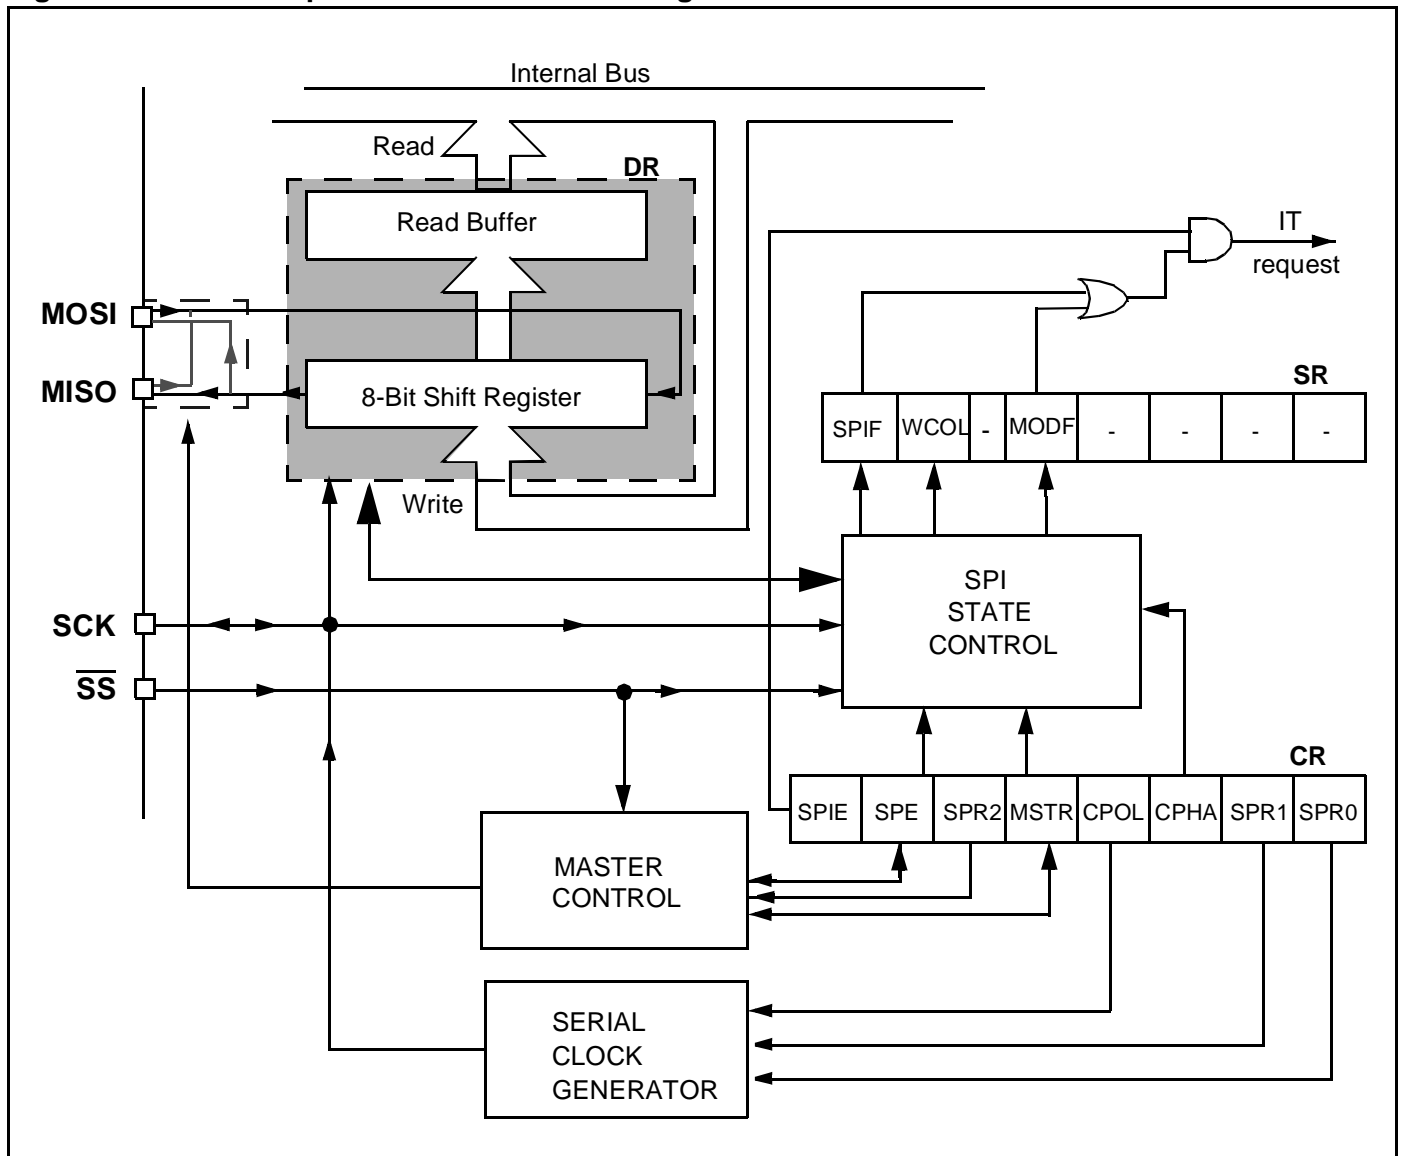 Internal Bus
Read
DR
Read Buffer
IT
request
MOSI
MISO
8-Bit Shift Register
SR
SPIF WCOL - MODF - - - -
Write
SPI
STATE
CONTROL
SCK
SS
CR
SPIE SPE SPR2 MSTR CPOL CPHA SPR1 SPR0
MASTER
CONTROL
SERIAL
CLOCK
GENERATOR